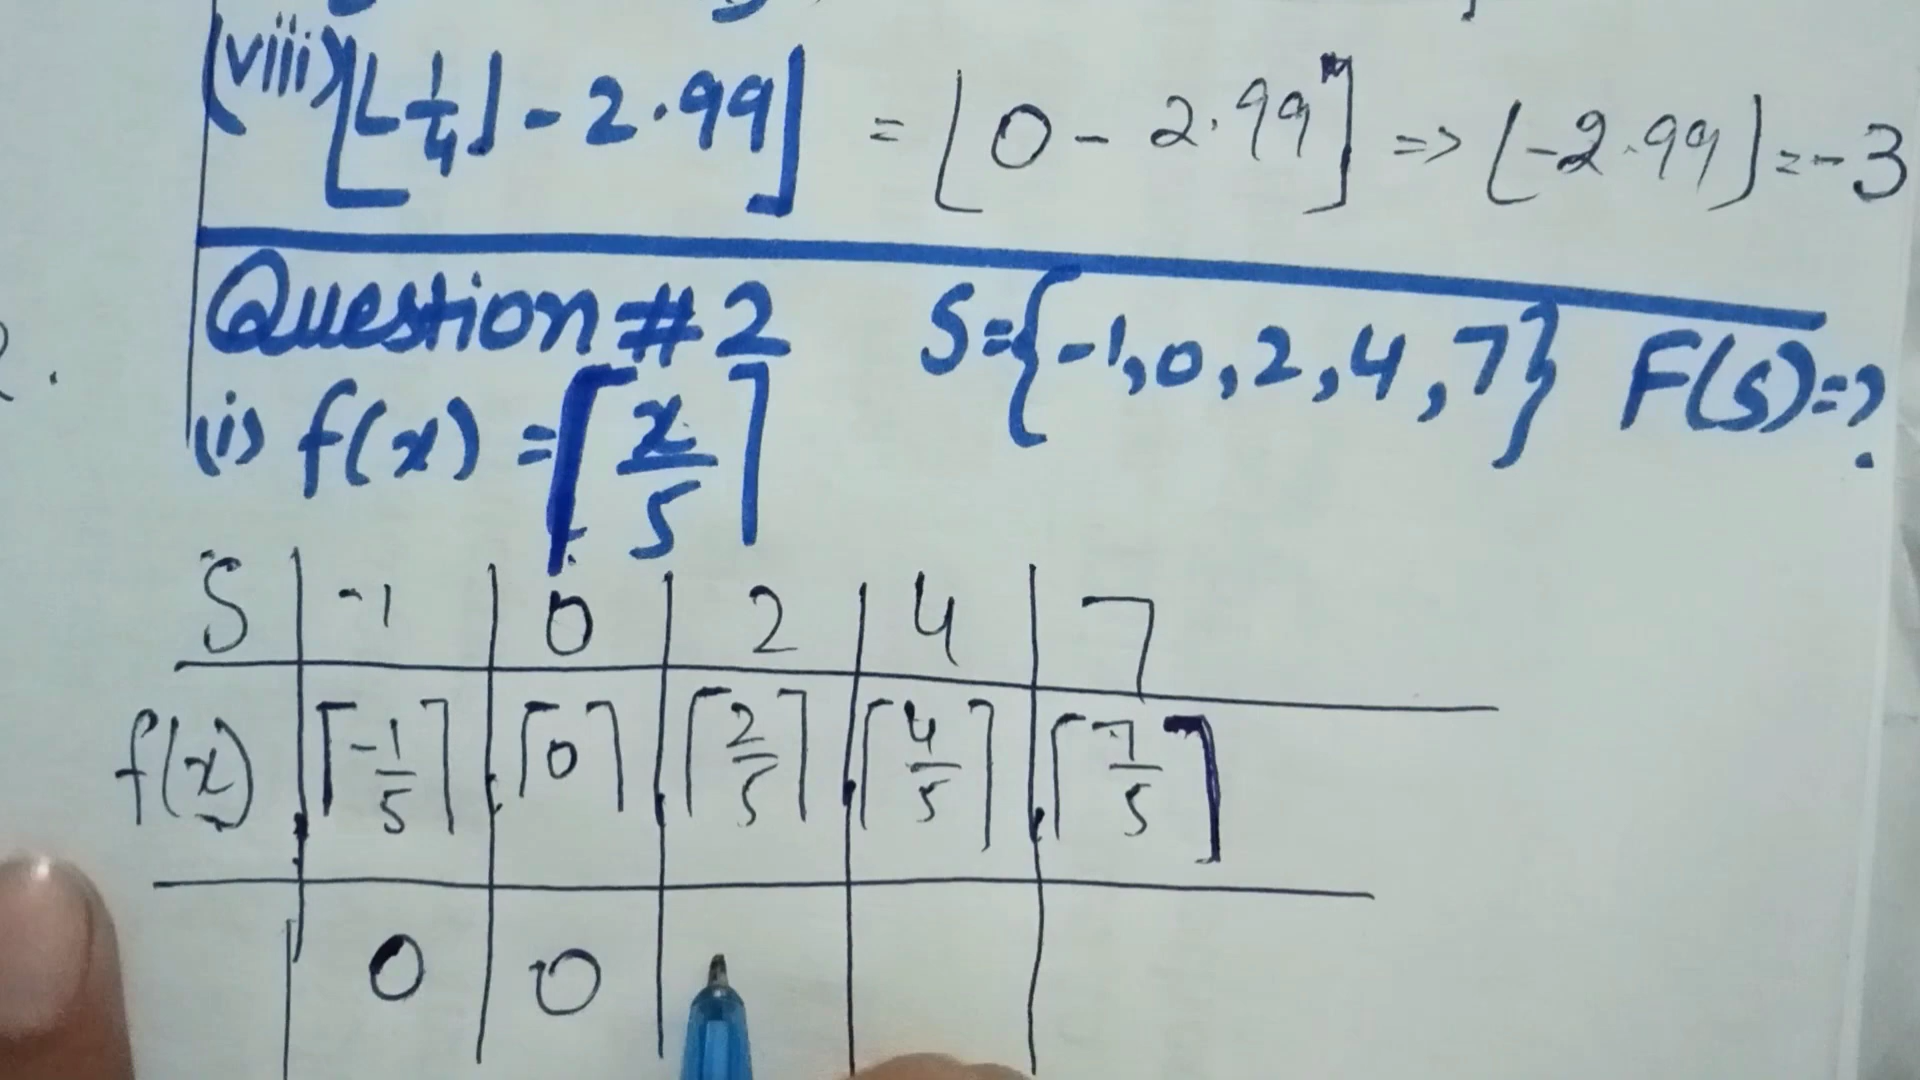 (viii) ⌊⌊1/4⌋ - 2.99⌋ = ⌊0 - 2.99⌋ => ⌊-2.99⌋ = -3
Question #2 S={-1,0,2,4,7} F(s)=?
(i) f(x) = ⌈x/5⌉
S -1 0 2 4 7
f(x) ⌈-1/5⌉ ⌈0⌉ ⌈2/5⌉ ⌈4/5⌉ ⌈7/5⌉
0 0